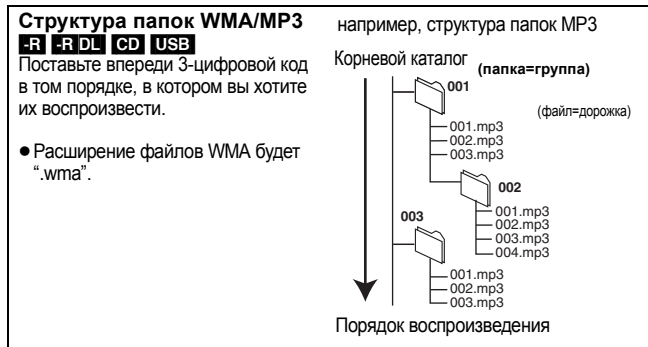 Структура папок WMA/MP3
-R -R DL CD USB
Поставьте впереди 3-цифровой код
в том порядке, в котором вы хотите
их воспроизвести.
● Расширение файлов WMA будет
“.wma”.
например, структура папок MP3
Корневой каталог
(папка=группа)
001
(файл=дорожка)
001.mp3
002.mp3
003.mp3
002
001.mp3
002.mp3
003.mp3
004.mp3
003
001.mp3
002.mp3
003.mp3
Порядок воспроизведения